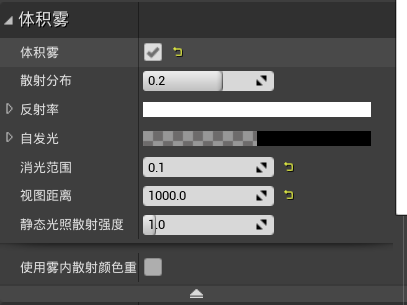 体积雾
体积雾
散射分布 0.2
反射率
自发光
消光范围 0.1
视图距离 1000.0
静态光照散射强度 1.0
使用雾内散射颜色重